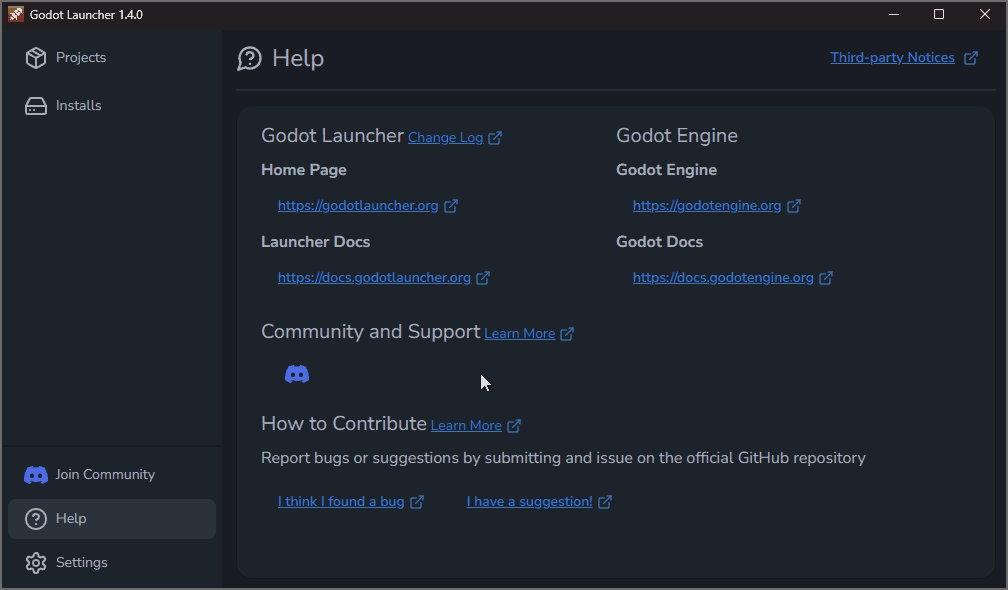 Godot Launcher 1.4.0
Projects
Installs
Join Community
Help
Settings
Help
Third-party Notices
Godot Launcher Change Log
Home Page
https://godotlauncher.org
Launcher Docs
https://docs.godotlauncher.org
Godot Engine
Godot Engine
https://godotengine.org
Godot Docs
https://docs.godotengine.org
Community and Support Learn More
How to Contribute Learn More
Report bugs or suggestions by submitting and issue on the official GitHub repository
I think I found a bug
I have a suggestion!